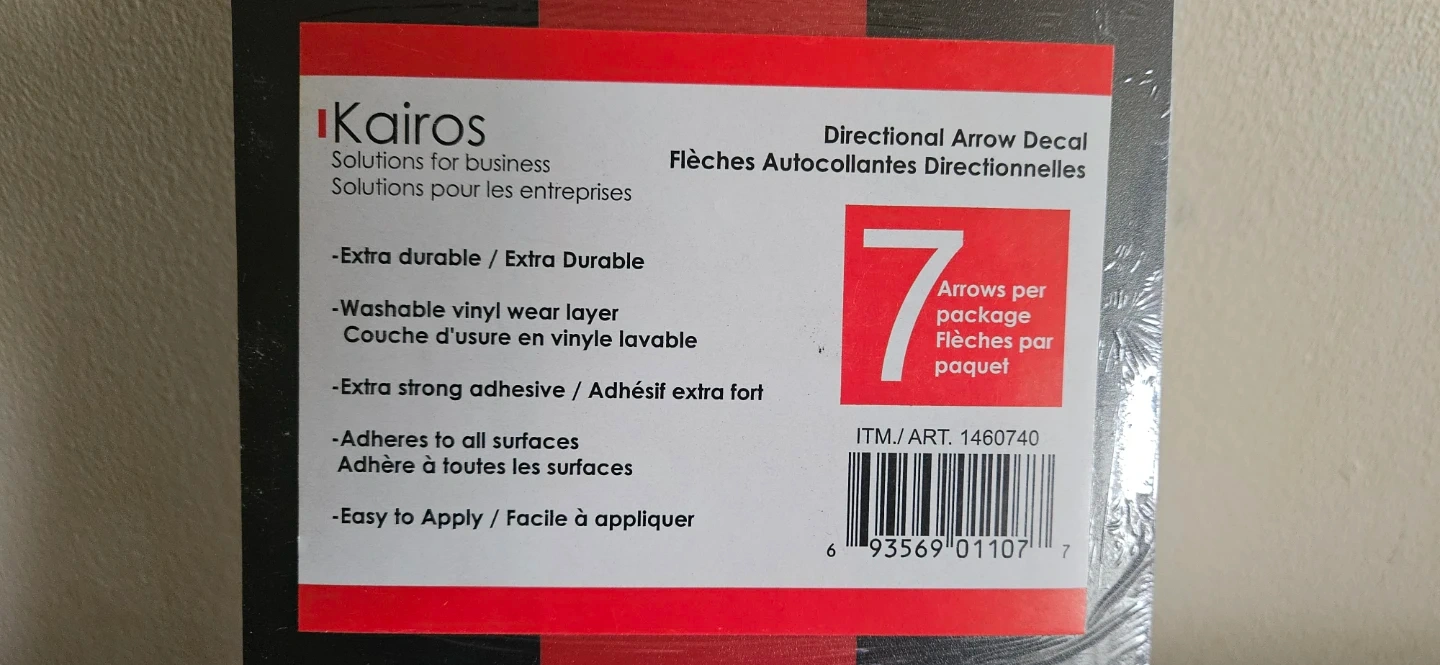 Kairos
Solutions for business
Solutions pour les entreprises
Directional Arrow Decal
Flèches Autocollantes Directionnelles
-Extra durable / Extra Durable
-Washable vinyl wear layer
Couche d'usure en vinyle lavable
-Extra strong adhesive / Adhésif extra fort
-Adheres to all surfaces
Adhère à toutes les surfaces
-Easy to Apply / Facile à appliquer
7
Arrows per
package
Flèches par
paquet
ITM./ ART. 1460740
6 93569 01107 7